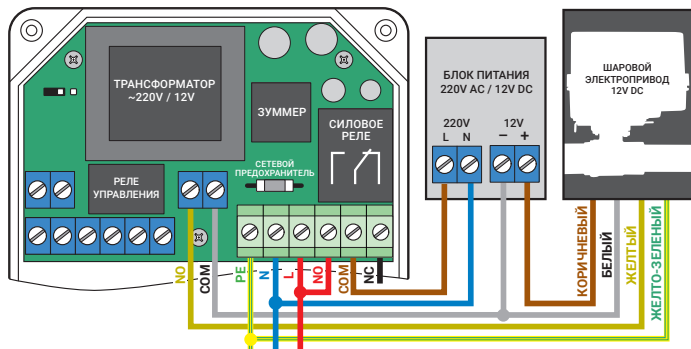 ТРАНСФОРМАТОР
~220V / 12V
ЗУММЕР
СИЛОВОЕ
РЕЛЕ
СЕТЕВОЙ
ПРЕДОХРАНИТЕЛЬ
РЕЛЕ
УПРАВЛЕНИЯ
NO
COM
PE
N
L
NO
COM
NC
БЛОК ПИТАНИЯ
220V AC / 12V DC
220V
12V
L
N
−
+
ШАРОВОЙ
ЭЛЕКТРОПРИВОД
12V DC
КОРИЧНЕВЫЙ
БЕЛЫЙ
ЖЕЛТЫЙ
ЖЕЛТО-ЗЕЛЕНЫЙ